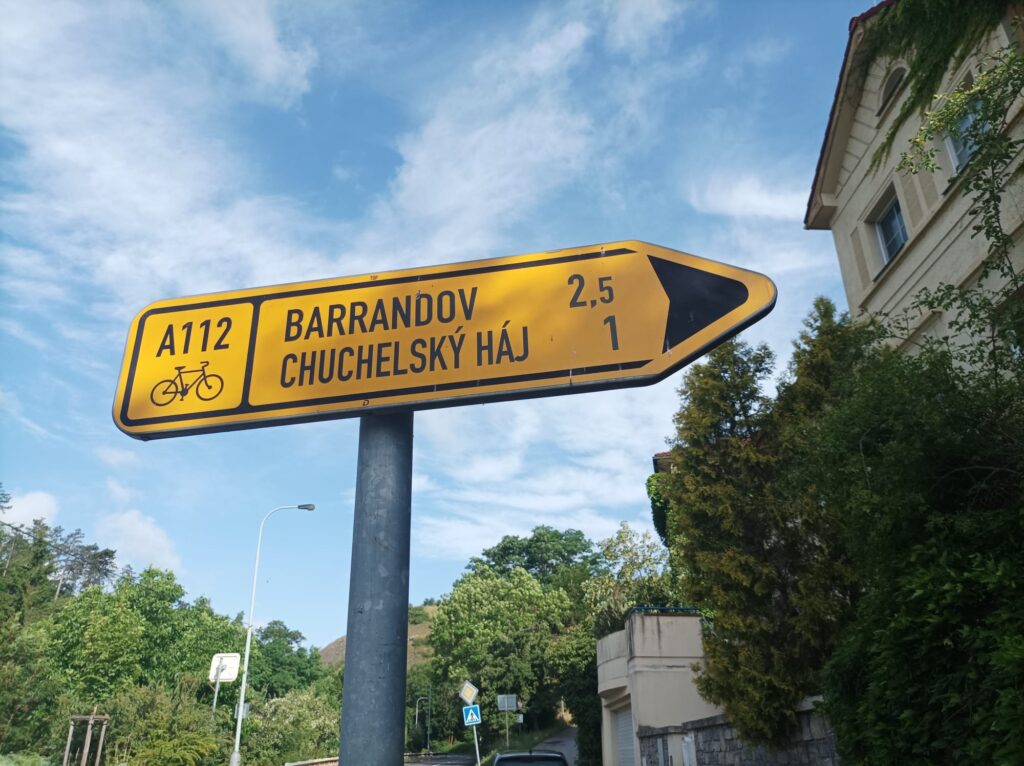 A112
BARRANDOV 2,5
CHUCHELSKÝ HÁJ 1